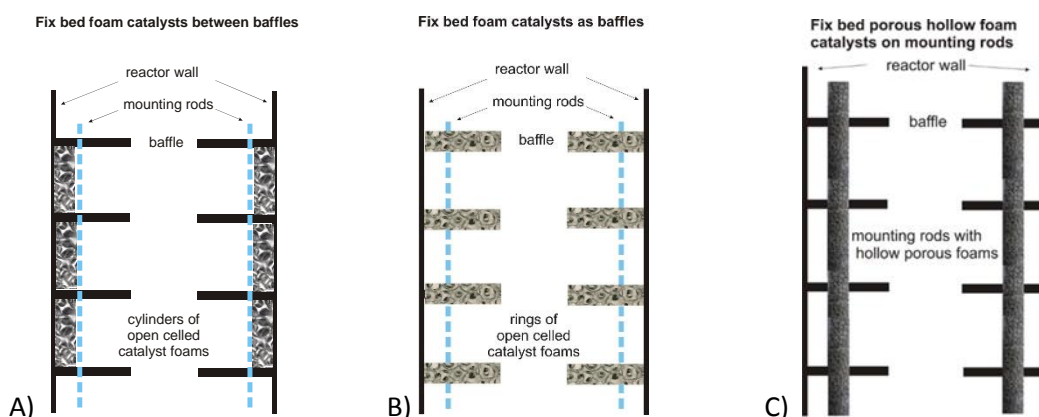 Fix bed foam catalysts between baffles
reactor wall
mounting rods
baffle
cylinders of
open celled
catalyst foams
A)
Fix bed foam catalysts as baffles
reactor wall
mounting rods
baffle
rings of
open celled
catalyst foams
B)
Fix bed porous hollow foam
catalysts on mounting rods
reactor wall
baffle
mounting rods with
hollow porous foams
C)